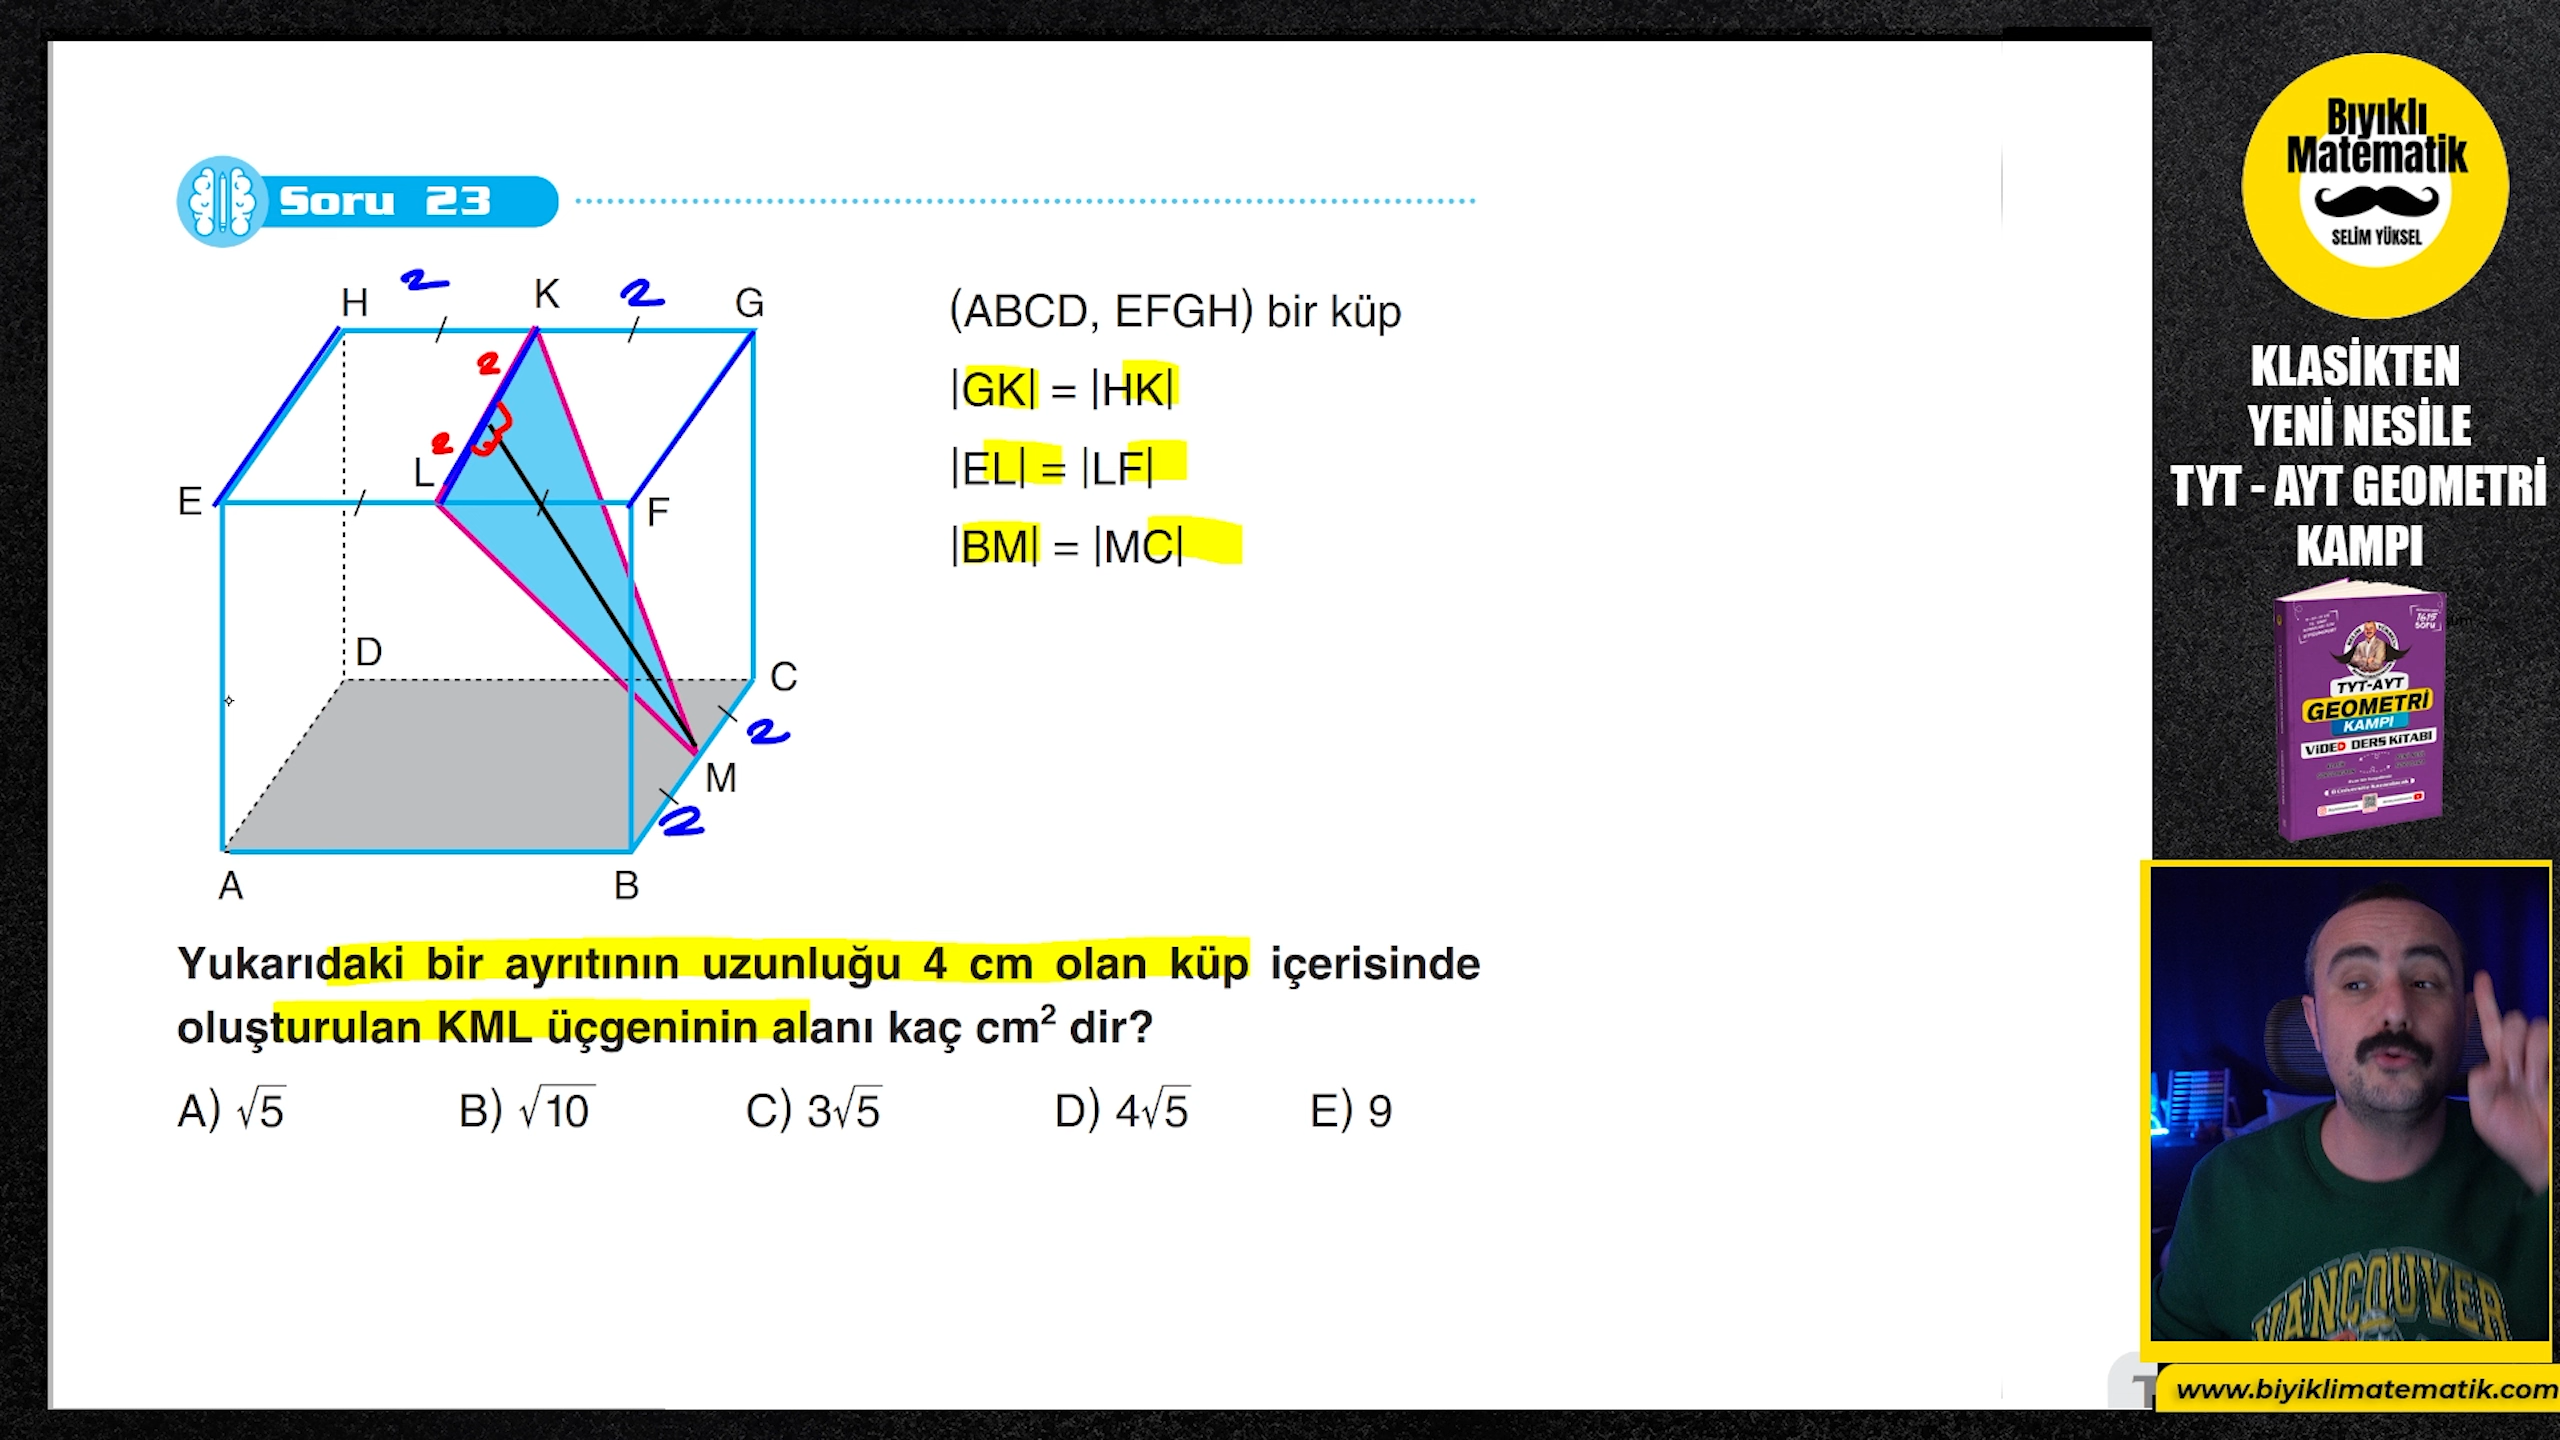 Soru 23
H 2 K 2 G
2
2
L
E F
D
C
2
M
2
A B
(ABCD, EFGH) bir küp
|GK| = |HK|
|EL| = |LF|
|BM| = |MC|
Yukarıdaki bir ayrıtının uzunluğu 4 cm olan küp içerisinde
oluşturulan KML üçgeninin alanı kaç cm² dir?
A) √5 B) √10 C) 3√5 D) 4√5 E) 9
Bıyıklı
Matematik
SELİM YÜKSEL
KLASİKTEN
YENİ NESİLE
TYT - AYT GEOMETRİ
KAMPI
1615
soru
TYT-AYT
GEOMETRİ
KAMPI
VİDEO DERS KİTABI
VANCOUVER
www.biyiklimatematik.com